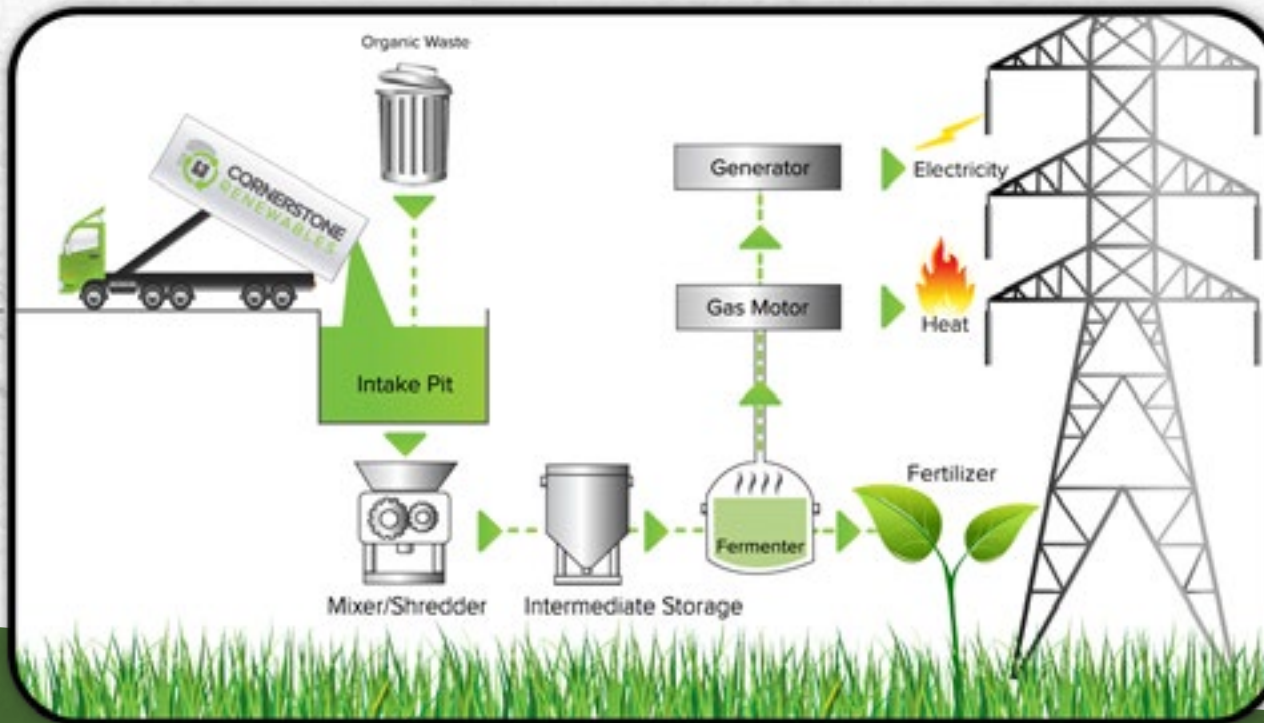 Organic Waste
CORNERSTONE
RENEWABLES
Generator
Electricity
Gas Motor
Heat
Intake Pit
Fertilizer
Fermenter
Mixer/Shredder
Intermediate Storage